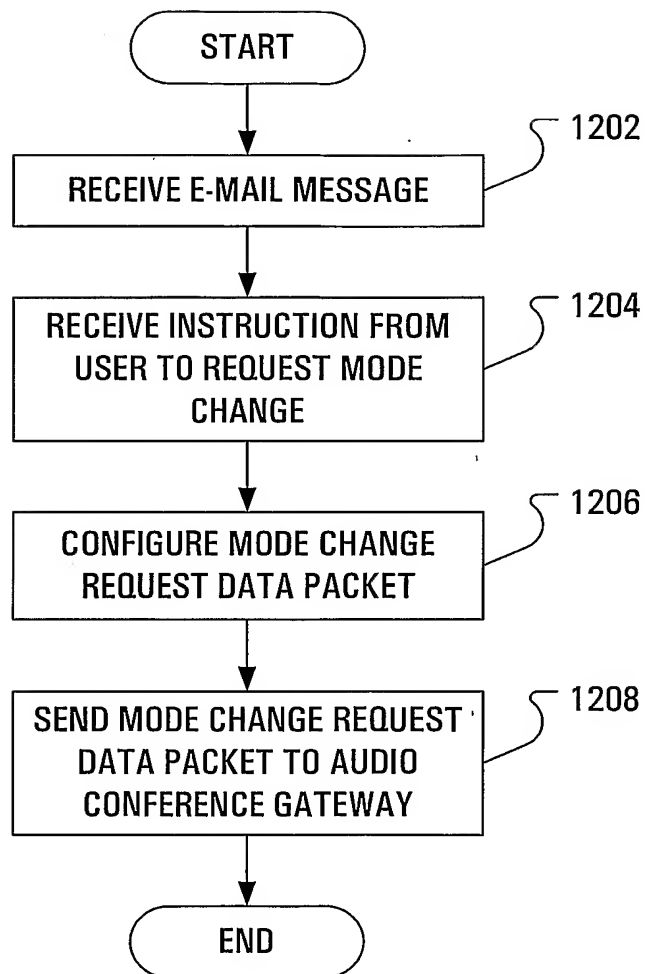 START
1202
RECEIVE E-MAIL MESSAGE
1204
RECEIVE INSTRUCTION FROM
USER TO REQUEST MODE
CHANGE
1206
CONFIGURE MODE CHANGE
REQUEST DATA PACKET
1208
SEND MODE CHANGE REQUEST
DATA PACKET TO AUDIO
CONFERENCE GATEWAY
END